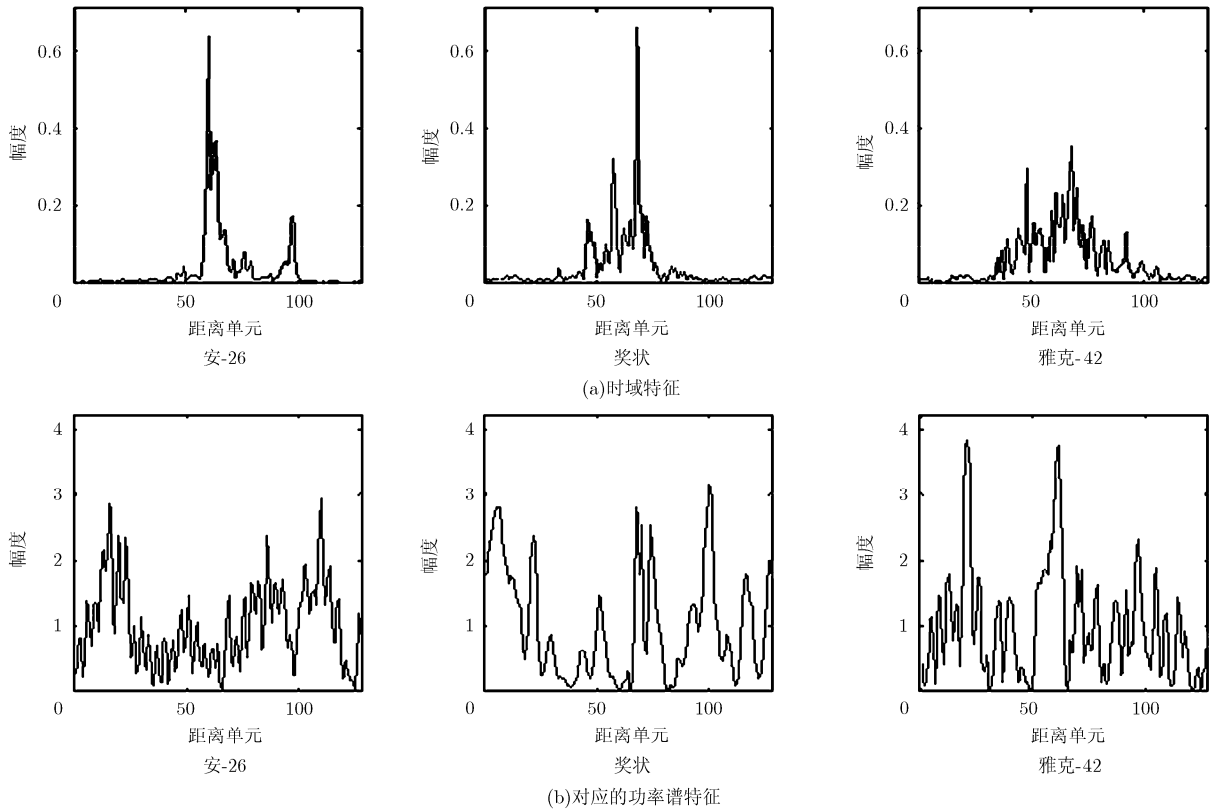 0.6 0.6 0.6
0.4 0.4 0.4
幅度 幅度 幅度
0.2 0.2 0.2
0 50 100 0 50 100 0 50 100
距离单元 距离单元 距离单元
安-26 奖状 雅克-42
(a)时域特征
4 4 4
3 3 3
幅度 幅度 幅度
2 2 2
1 1 1
0 50 100 0 50 100 0 50 100
距离单元 距离单元 距离单元
安-26 奖状 雅克-42
(b)对应的功率谱特征